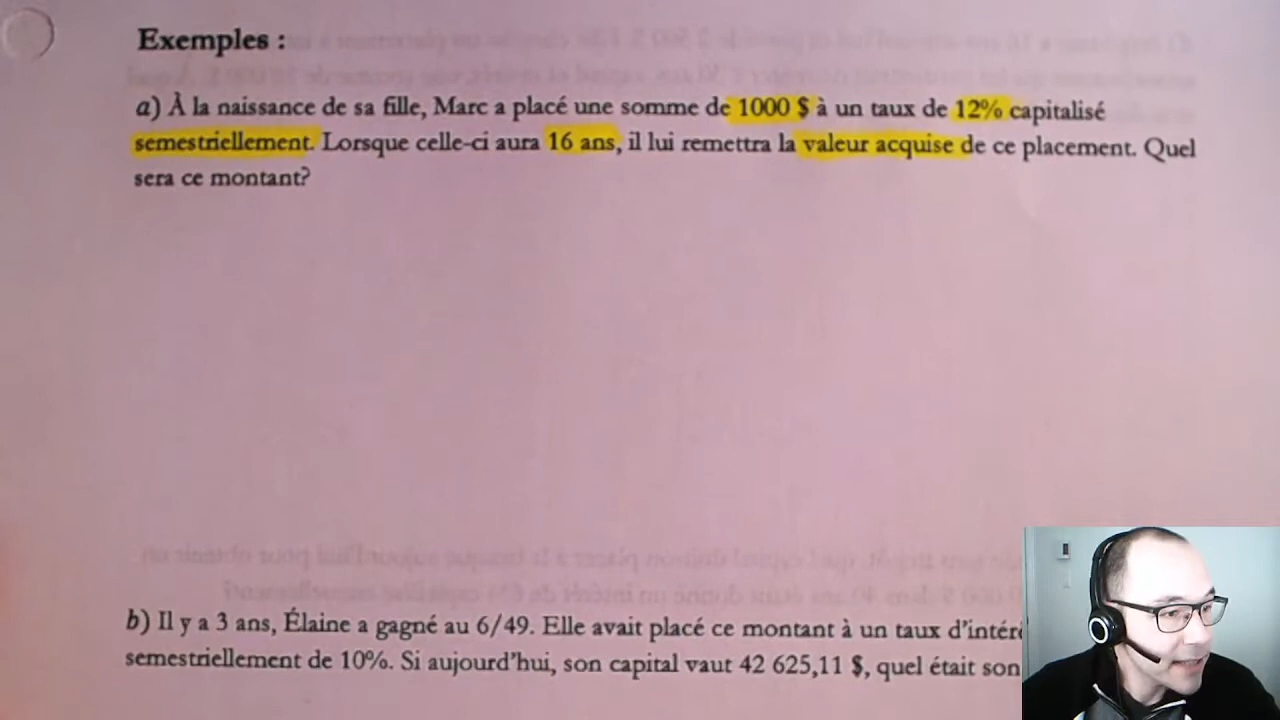 Exemples :
a) À la naissance de sa fille, Marc a placé une somme de 1000 $ à un taux de 12% capitalisé
semestriellement. Lorsque celle-ci aura 16 ans, il lui remettra la valeur acquise de ce placement. Quel
sera ce montant?
b) Il y a 3 ans, Élaine a gagné au 6/49. Elle avait placé ce montant à un taux d'intér
semestriellement de 10%. Si aujourd'hui, son capital vaut 42 625,11 $, quel était son